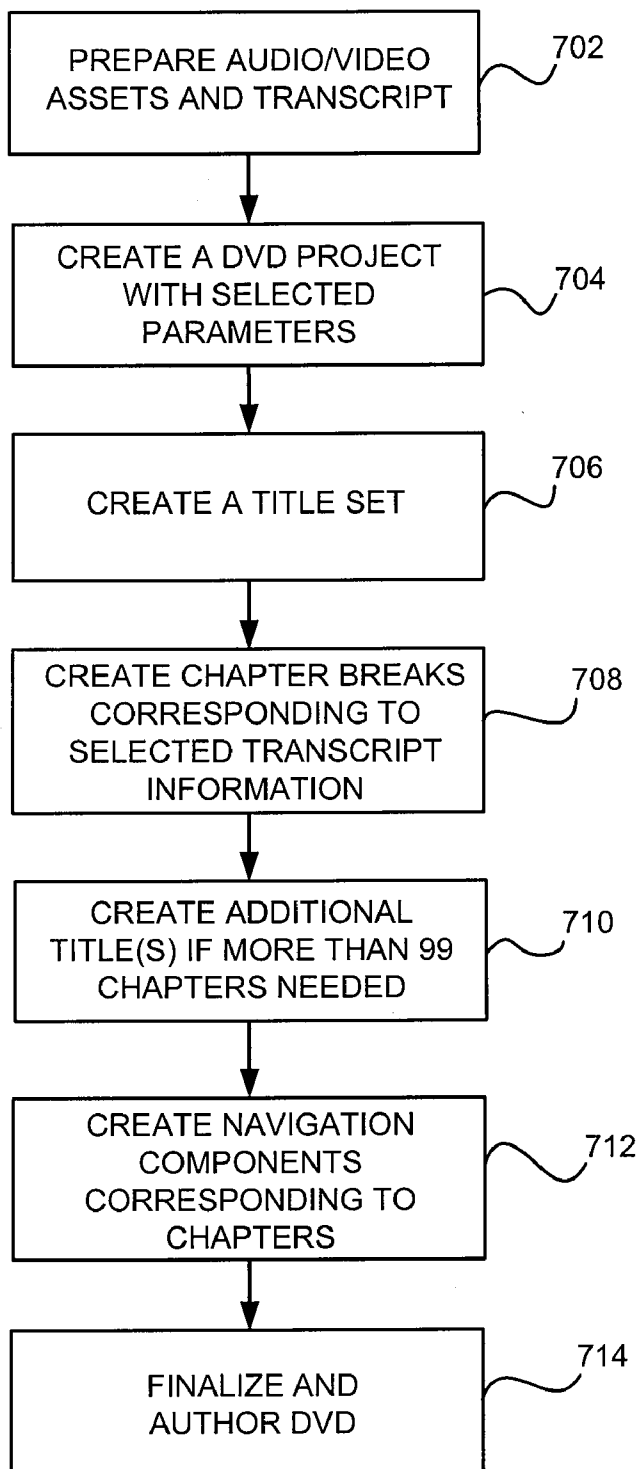 PREPARE AUDIO/VIDEO
ASSETS AND TRANSCRIPT
702
CREATE A DVD PROJECT
WITH SELECTED
PARAMETERS
704
CREATE A TITLE SET
706
CREATE CHAPTER BREAKS
CORRESPONDING TO
SELECTED TRANSCRIPT
INFORMATION
708
CREATE ADDITIONAL
TITLE(S) IF MORE THAN 99
CHAPTERS NEEDED
710
CREATE NAVIGATION
COMPONENTS
CORRESPONDING TO
CHAPTERS
712
FINALIZE AND
AUTHOR DVD
714